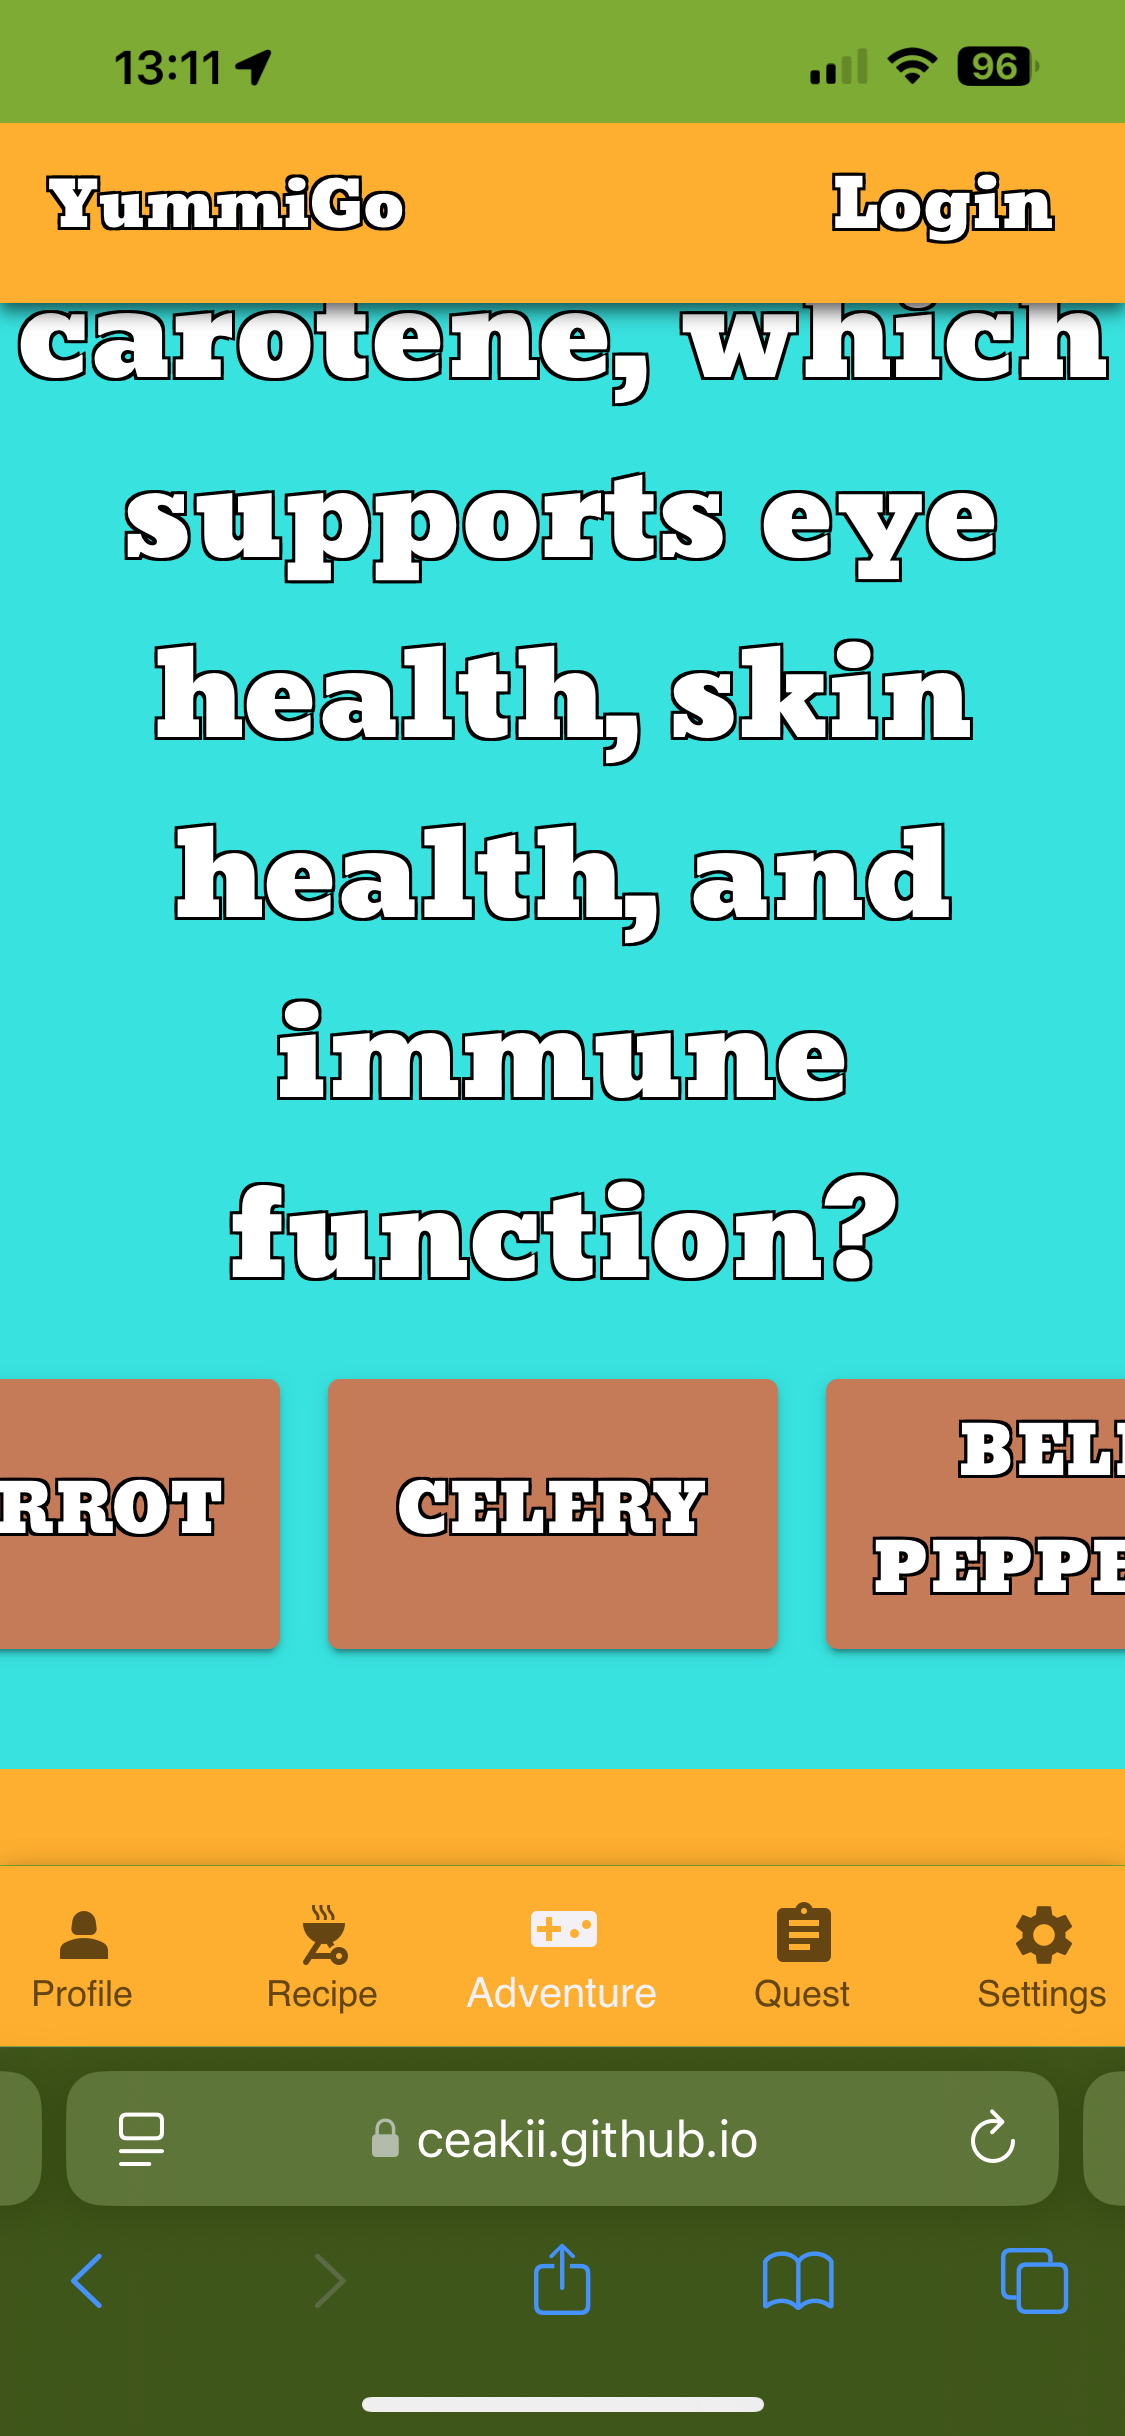 13:11
96
YummiGo
Login
carotene, which
supports eye
health, skin
health, and
immune
function?
RROT
CELERY
BELL
PEPPE
Profile
Recipe
Adventure
Quest
Settings
ceakii.github.io